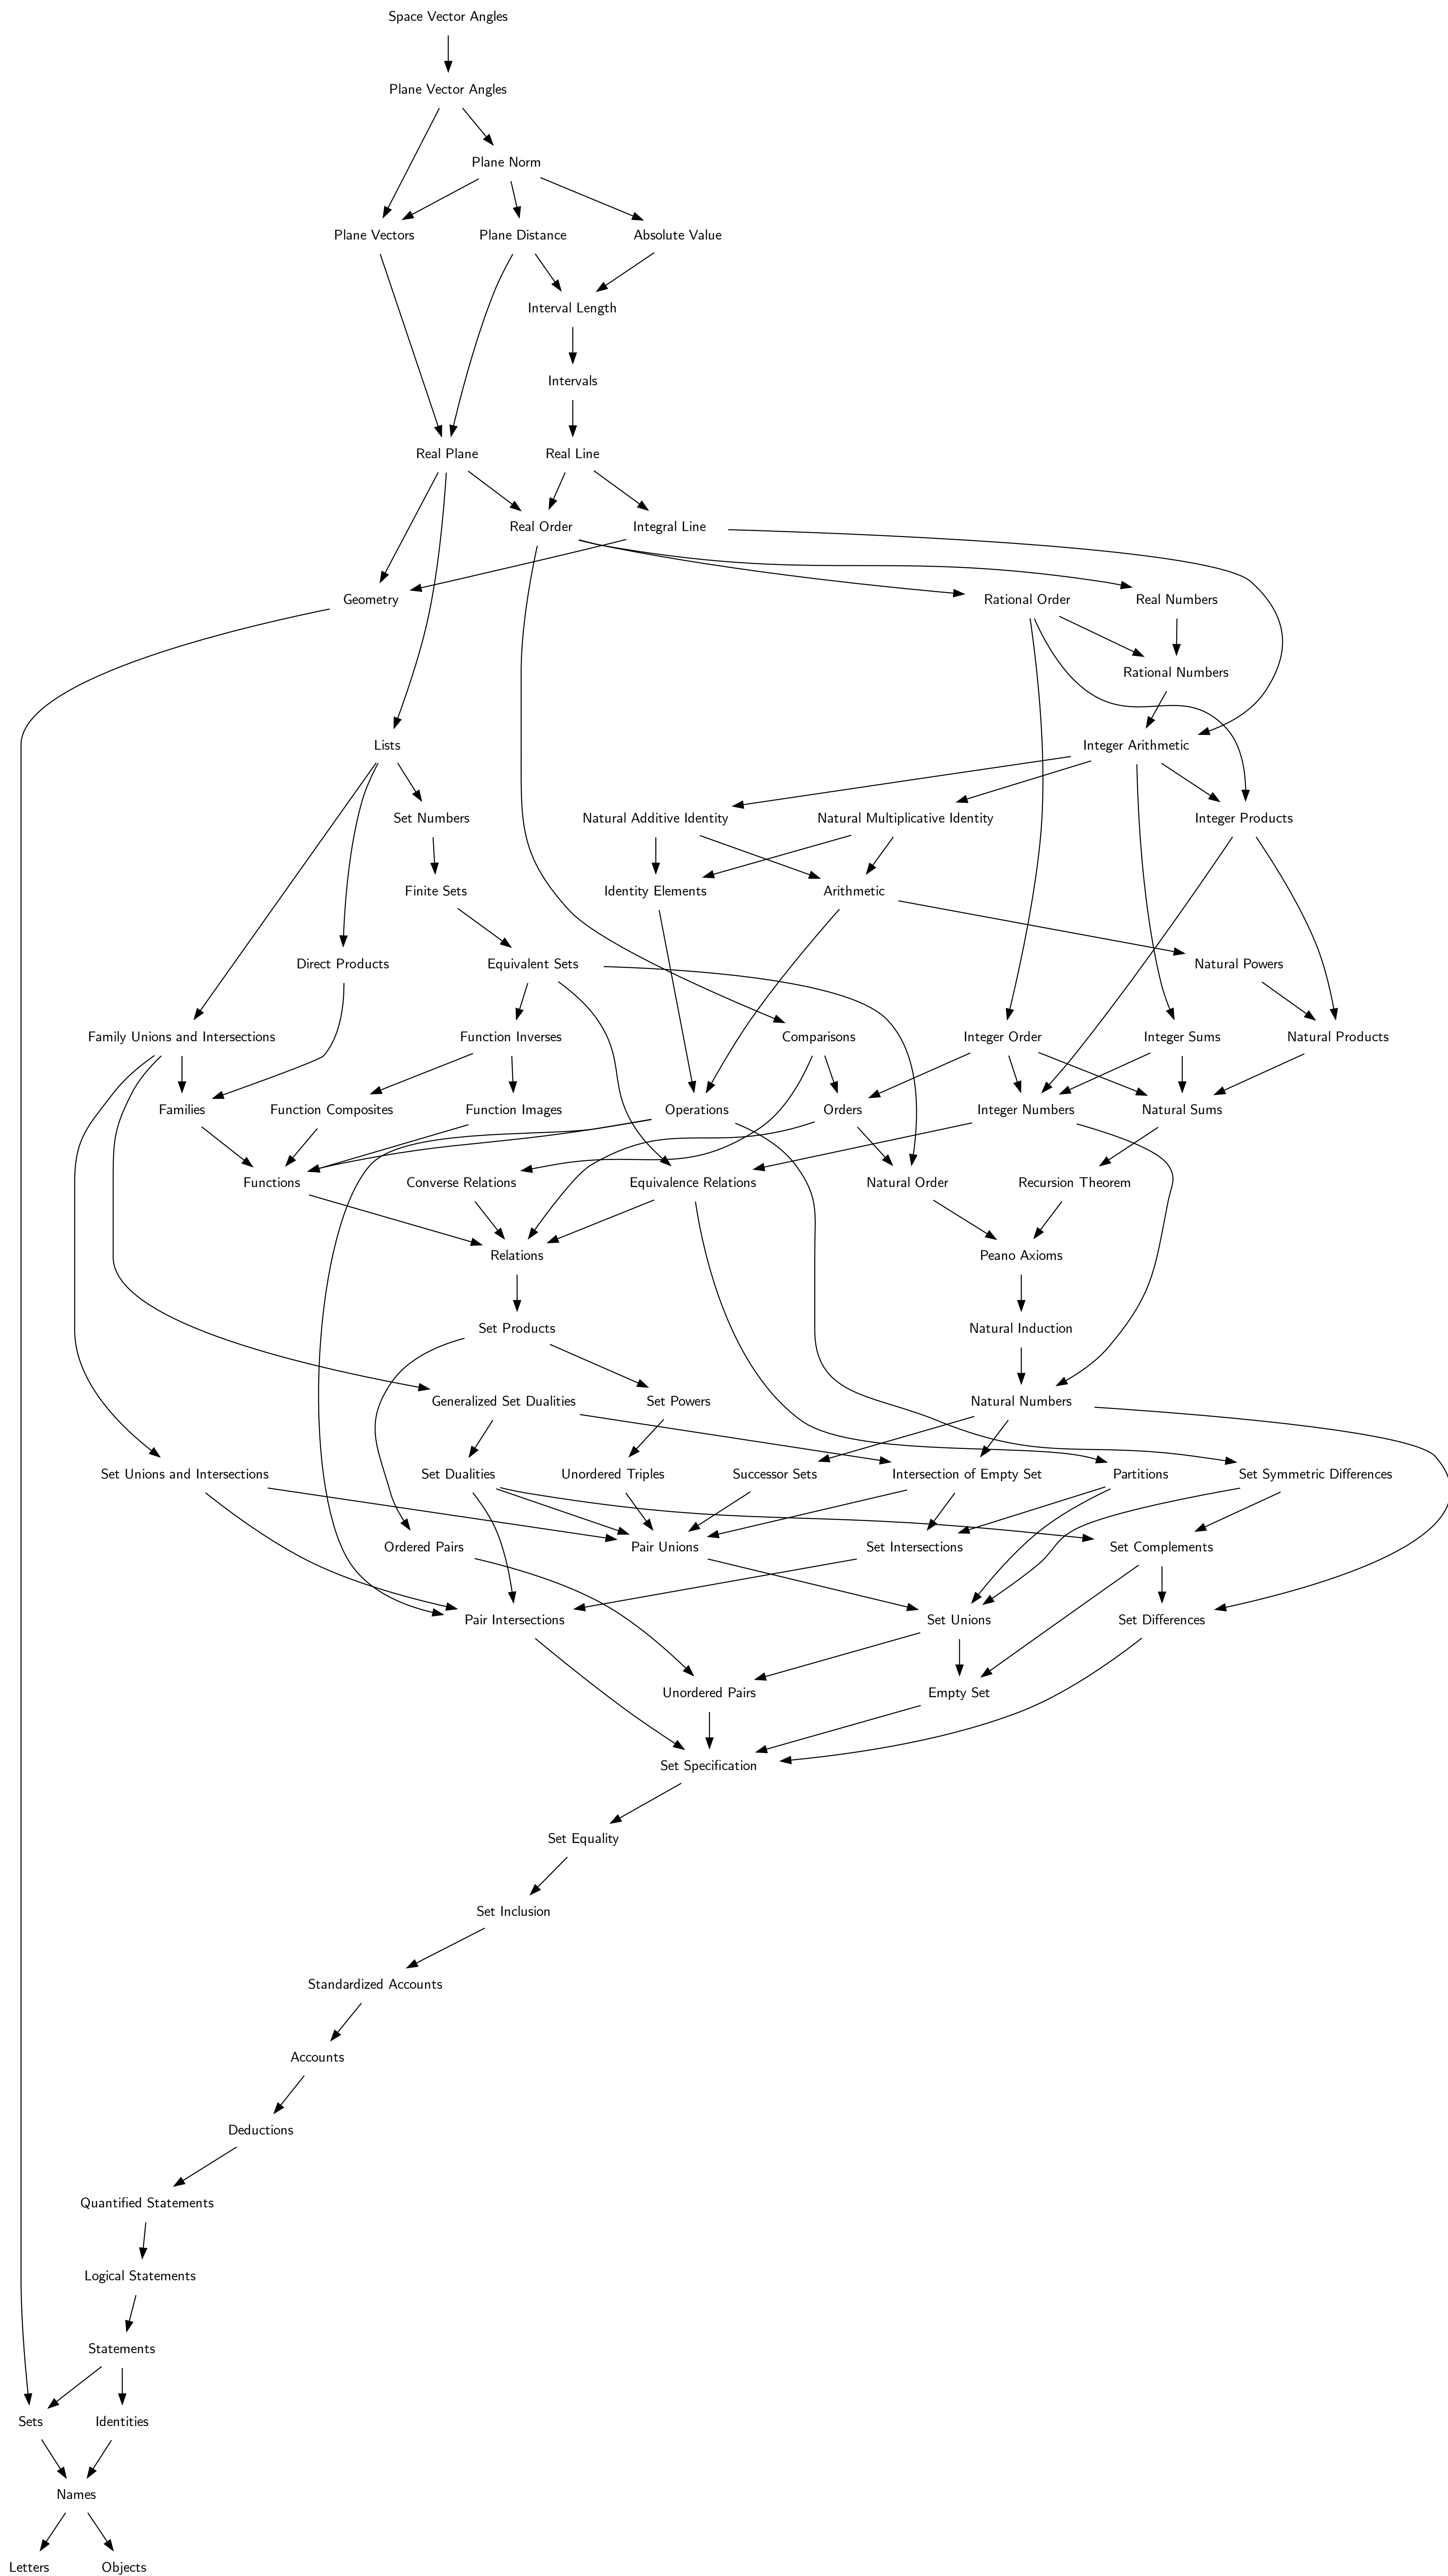 Space Vector Angles
Plane Vector Angles
Plane Norm
Plane Vectors
Plane Distance
Absolute Value
Interval Length
Intervals
Real Plane
Real Line
Real Order
Integral Line
Geometry
Rational Order
Real Numbers
Rational Numbers
Lists
Integer Arithmetic
Set Numbers
Natural Additive Identity
Natural Multiplicative Identity
Integer Products
Finite Sets
Identity Elements
Arithmetic
Direct Products
Equivalent Sets
Natural Powers
Family Unions and Intersections
Function Inverses
Comparisons
Integer Order
Integer Sums
Natural Products
Families
Function Composites
Function Images
Operations
Orders
Integer Numbers
Natural Sums
Functions
Converse Relations
Equivalence Relations
Natural Order
Recursion Theorem
Relations
Peano Axioms
Set Products
Natural Induction
Generalized Set Dualities
Set Powers
Natural Numbers
Set Unions and Intersections
Set Dualities
Unordered Triples
Successor Sets
Intersection of Empty Set
Partitions
Set Symmetric Differences
Ordered Pairs
Pair Unions
Set Intersections
Set Complements
Pair Intersections
Set Unions
Set Differences
Unordered Pairs
Empty Set
Set Specification
Set Equality
Set Inclusion
Standardized Accounts
Accounts
Deductions
Quantified Statements
Logical Statements
Statements
Sets
Identities
Names
Letters
Objects